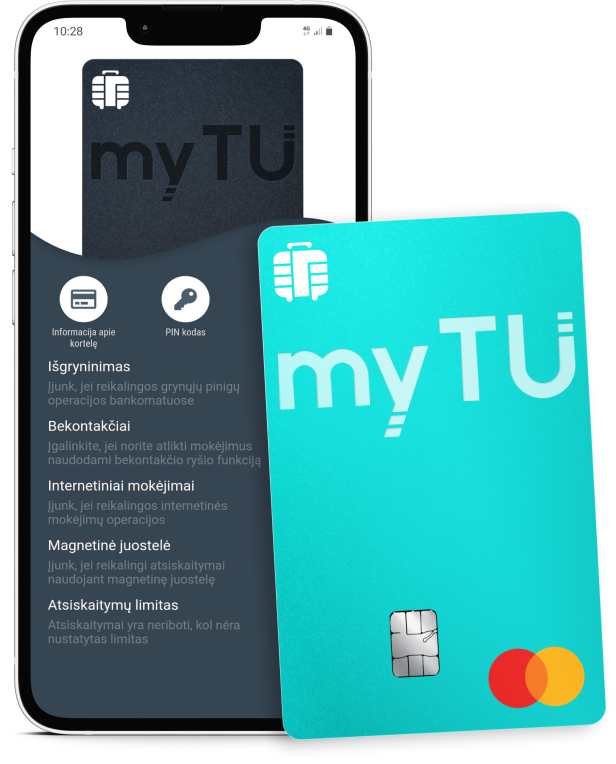 10:28
4G
myTU
Informacija apie
kortelę
PIN kodas
Išgryninimas
Įjunk, jei reikalingos grynųjų pinigų
operacijos bankomatuose
Bekontakčiai
Įgalinkite, jei norite atlikti mokėjimus
naudodami bekontakčio ryšio funkciją
Internetiniai mokėjimai
Įjunk, jei reikalingos internetinės
mokėjimų operacijos
Magnetinė juostelė
Įjunk, jei reikalingi atsiskaitymai
naudojant magnetinę juostelę
Atsiskaitymų limitas
Atsiskaitymai yra neriboti, kol nėra
nustatytas limitas
myTU